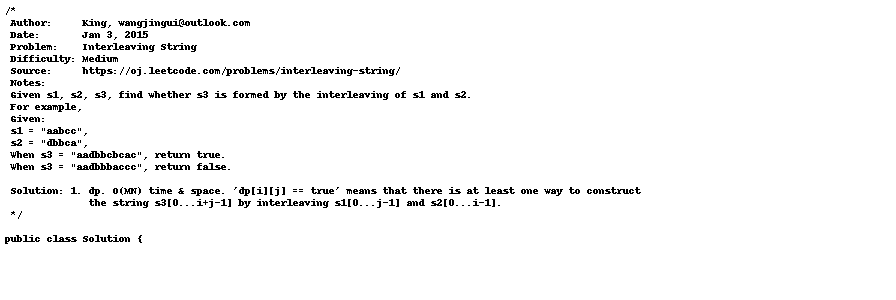 /*
Author: King, wangjingui@outlook.com
Date: Jan 3, 2015
Problem: Interleaving String
Difficulty: Medium
Source: https://oj.leetcode.com/problems/interleaving-string/
Notes:
Given s1, s2, s3, find whether s3 is formed by the interleaving of s1 and s2.
For example,
Given:
s1 = "aabcc",
s2 = "dbbca",
When s3 = "aadbbcbcac", return true.
When s3 = "aadbbbaccc", return false.
Solution: 1. dp. O(MN) time & space. 'dp[i][j] == true' means that there is at least one way to construct
the string s3[0...i+j-1] by interleaving s1[0...j-1] and s2[0...i-1].
*/
public class Solution {